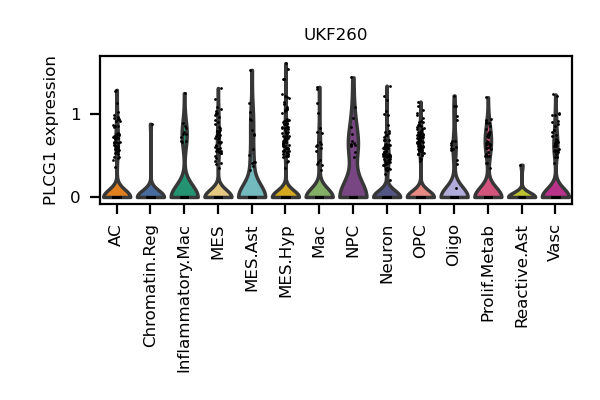 UKF260
PLCG1 expression
1
0
AC
Chromatin.Reg
Inflammatory.Mac
MES
MES.Ast
MES.Hyp
Mac
NPC
Neuron
OPC
Oligo
Prolif.Metab
Reactive.Ast
Vasc